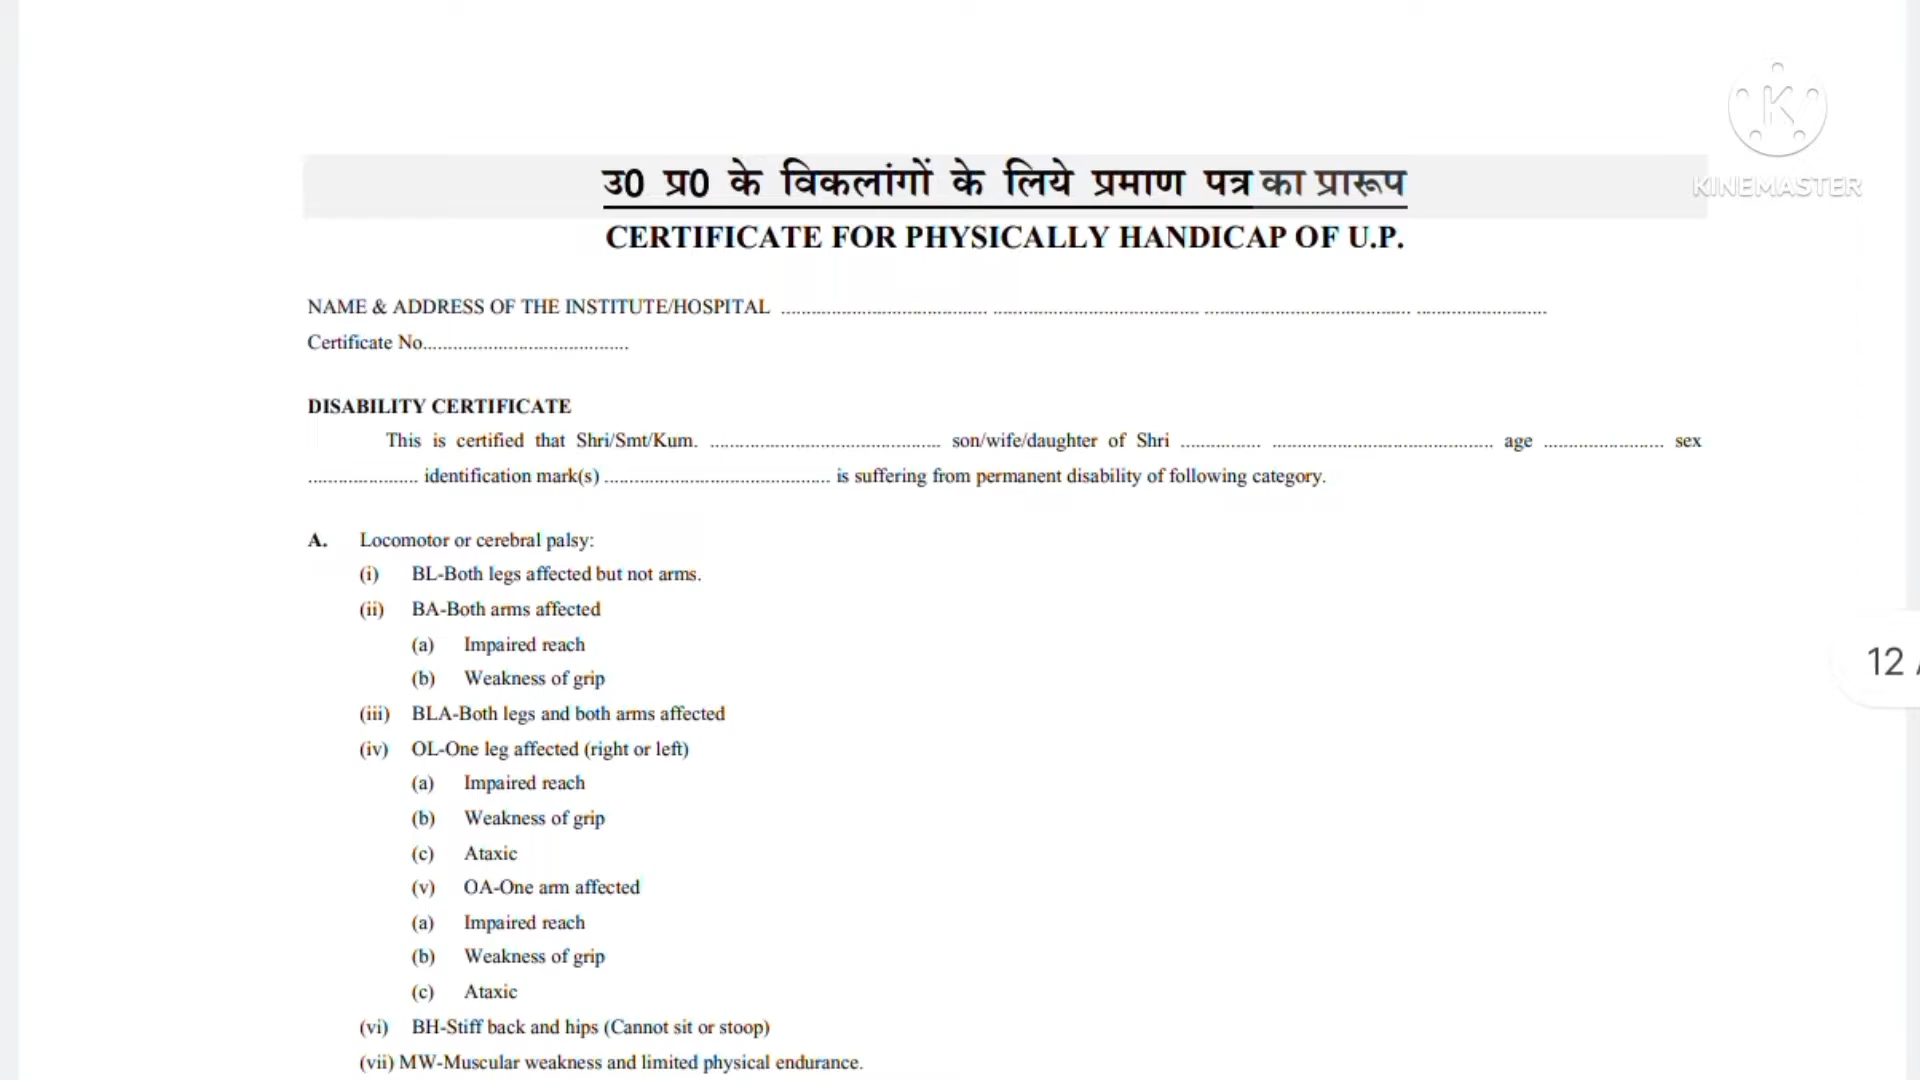 उ0 प्र0 के विकलांगों के लिये प्रमाण पत्र का प्रारूप
CERTIFICATE FOR PHYSICALLY HANDICAP OF U.P.
K
KINEMASTER
NAME & ADDRESS OF THE INSTITUTE/HOSPITAL ........................................ ........................................ ........................................ .........................
Certificate No.........................................
DISABILITY CERTIFICATE
This is certified that Shri/Smt/Kum. .............................................. son/wife/daughter of Shri ................ ............................................ age ........................ sex
...................... identification mark(s) ............................................. is suffering from permanent disability of following category.
A. Locomotor or cerebral palsy:
(i) BL-Both legs affected but not arms.
(ii) BA-Both arms affected
(a) Impaired reach
(b) Weakness of grip
(iii) BLA-Both legs and both arms affected
(iv) OL-One leg affected (right or left)
(a) Impaired reach
(b) Weakness of grip
(c) Ataxic
(v) OA-One arm affected
(a) Impaired reach
(b) Weakness of grip
(c) Ataxic
(vi) BH-Stiff back and hips (Cannot sit or stoop)
(vii) MW-Muscular weakness and limited physical endurance.
12 /